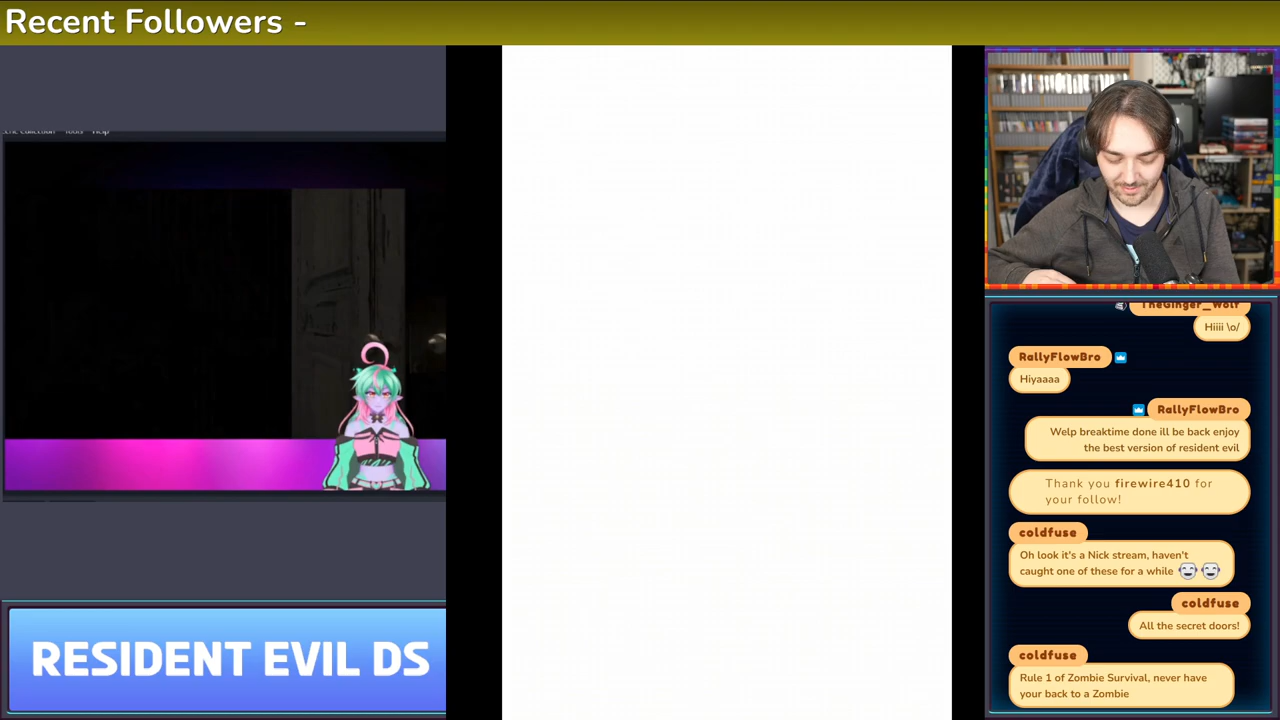 Recent Followers -
Help
TheGinger_Wolf
Hiiii \o/
RallyFlowBro
Hiyaaaa
RallyFlowBro
Welp breaktime done ill be back enjoy
the best version of resident evil
Thank you firewire410 for
your follow!
coldfuse
Oh look it's a Nick stream, haven't
caught one of these for a while
coldfuse
All the secret doors!
coldfuse
Rule 1 of Zombie Survival, never have
your back to a Zombie
RESIDENT EVIL DS